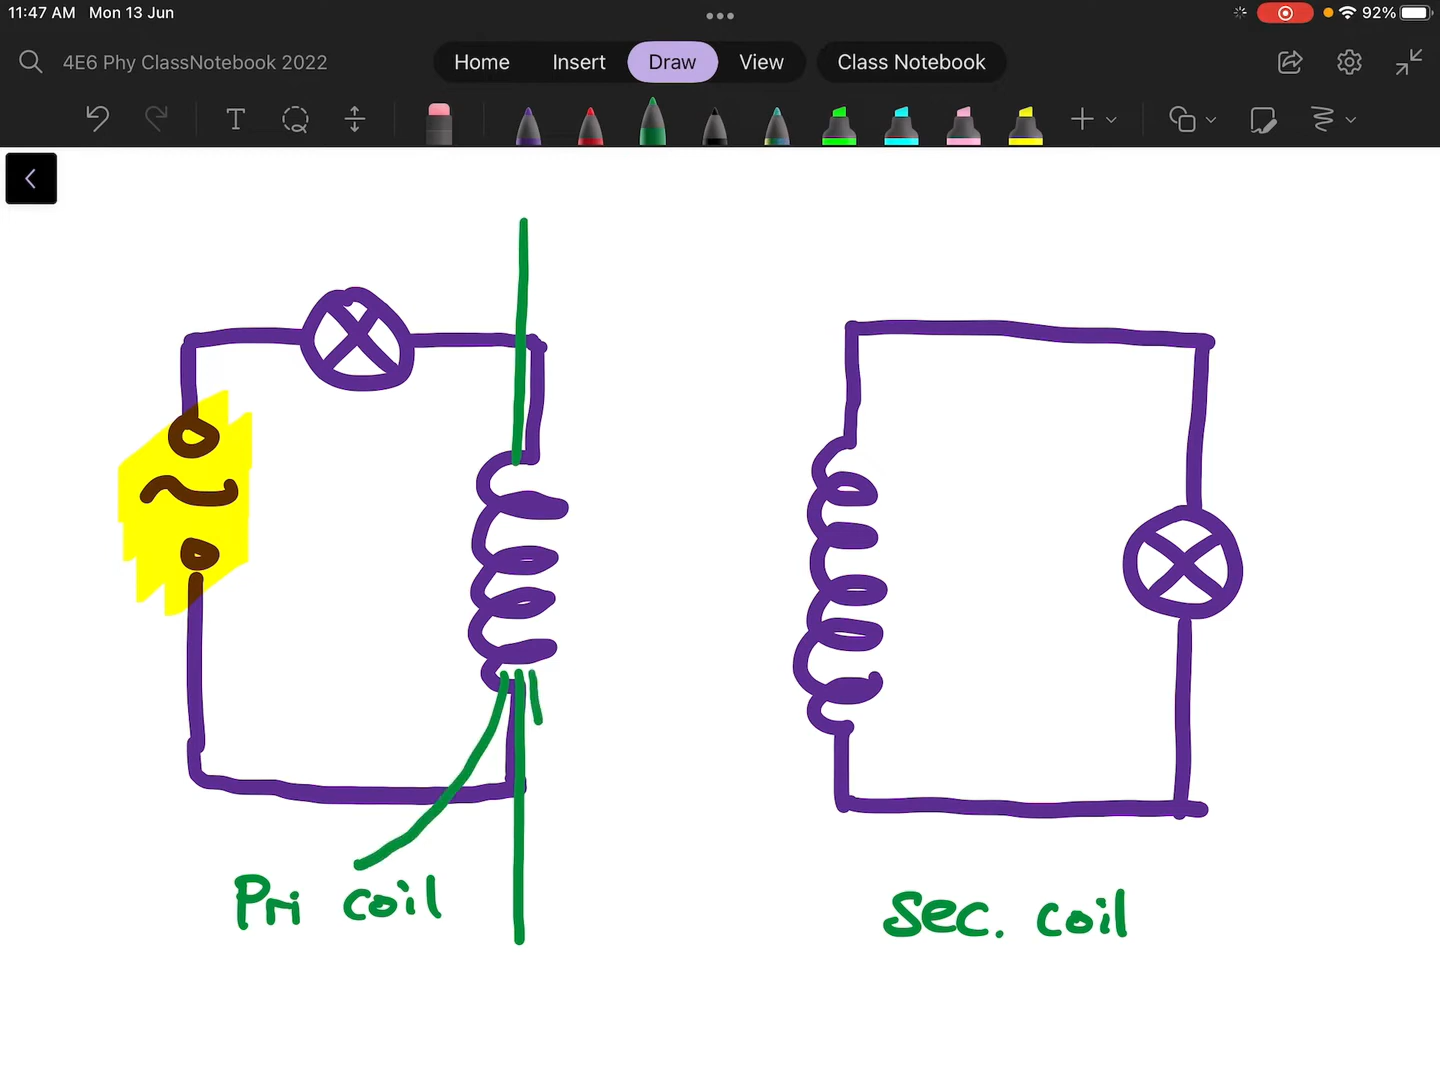 11:47 AM Mon 13 Jun
92%
4E6 Phy ClassNotebook 2022
Home Insert Draw View Class Notebook
T
Pri coil
Sec. coil